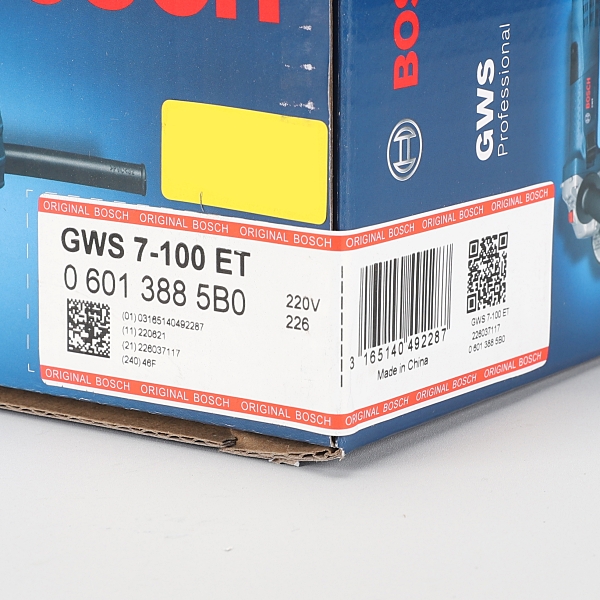 BOSCH
GWS
Professional
BOSCH
ORIGINAL BOSCH ORIGINAL BOSCH ORIGINAL BOSCH
GWS 7-100 ET
0 601 388 5B0
220V
226
(01) 03165140492287
(11) 220621
(21) 226037117
(240) 46F
ORIGINAL BOSCH ORIGINAL BOSCH ORIGINAL BOSCH
ORIGINAL BOSCH ORIGINAL BOSCH ORIGINAL BOSCH
3 165140 492287
Made in China
GWS 7-100 ET
226037117
0 601 388 5B0
ORIGINAL BOSCH ORIGINAL BOSCH ORIGINAL BOSCH